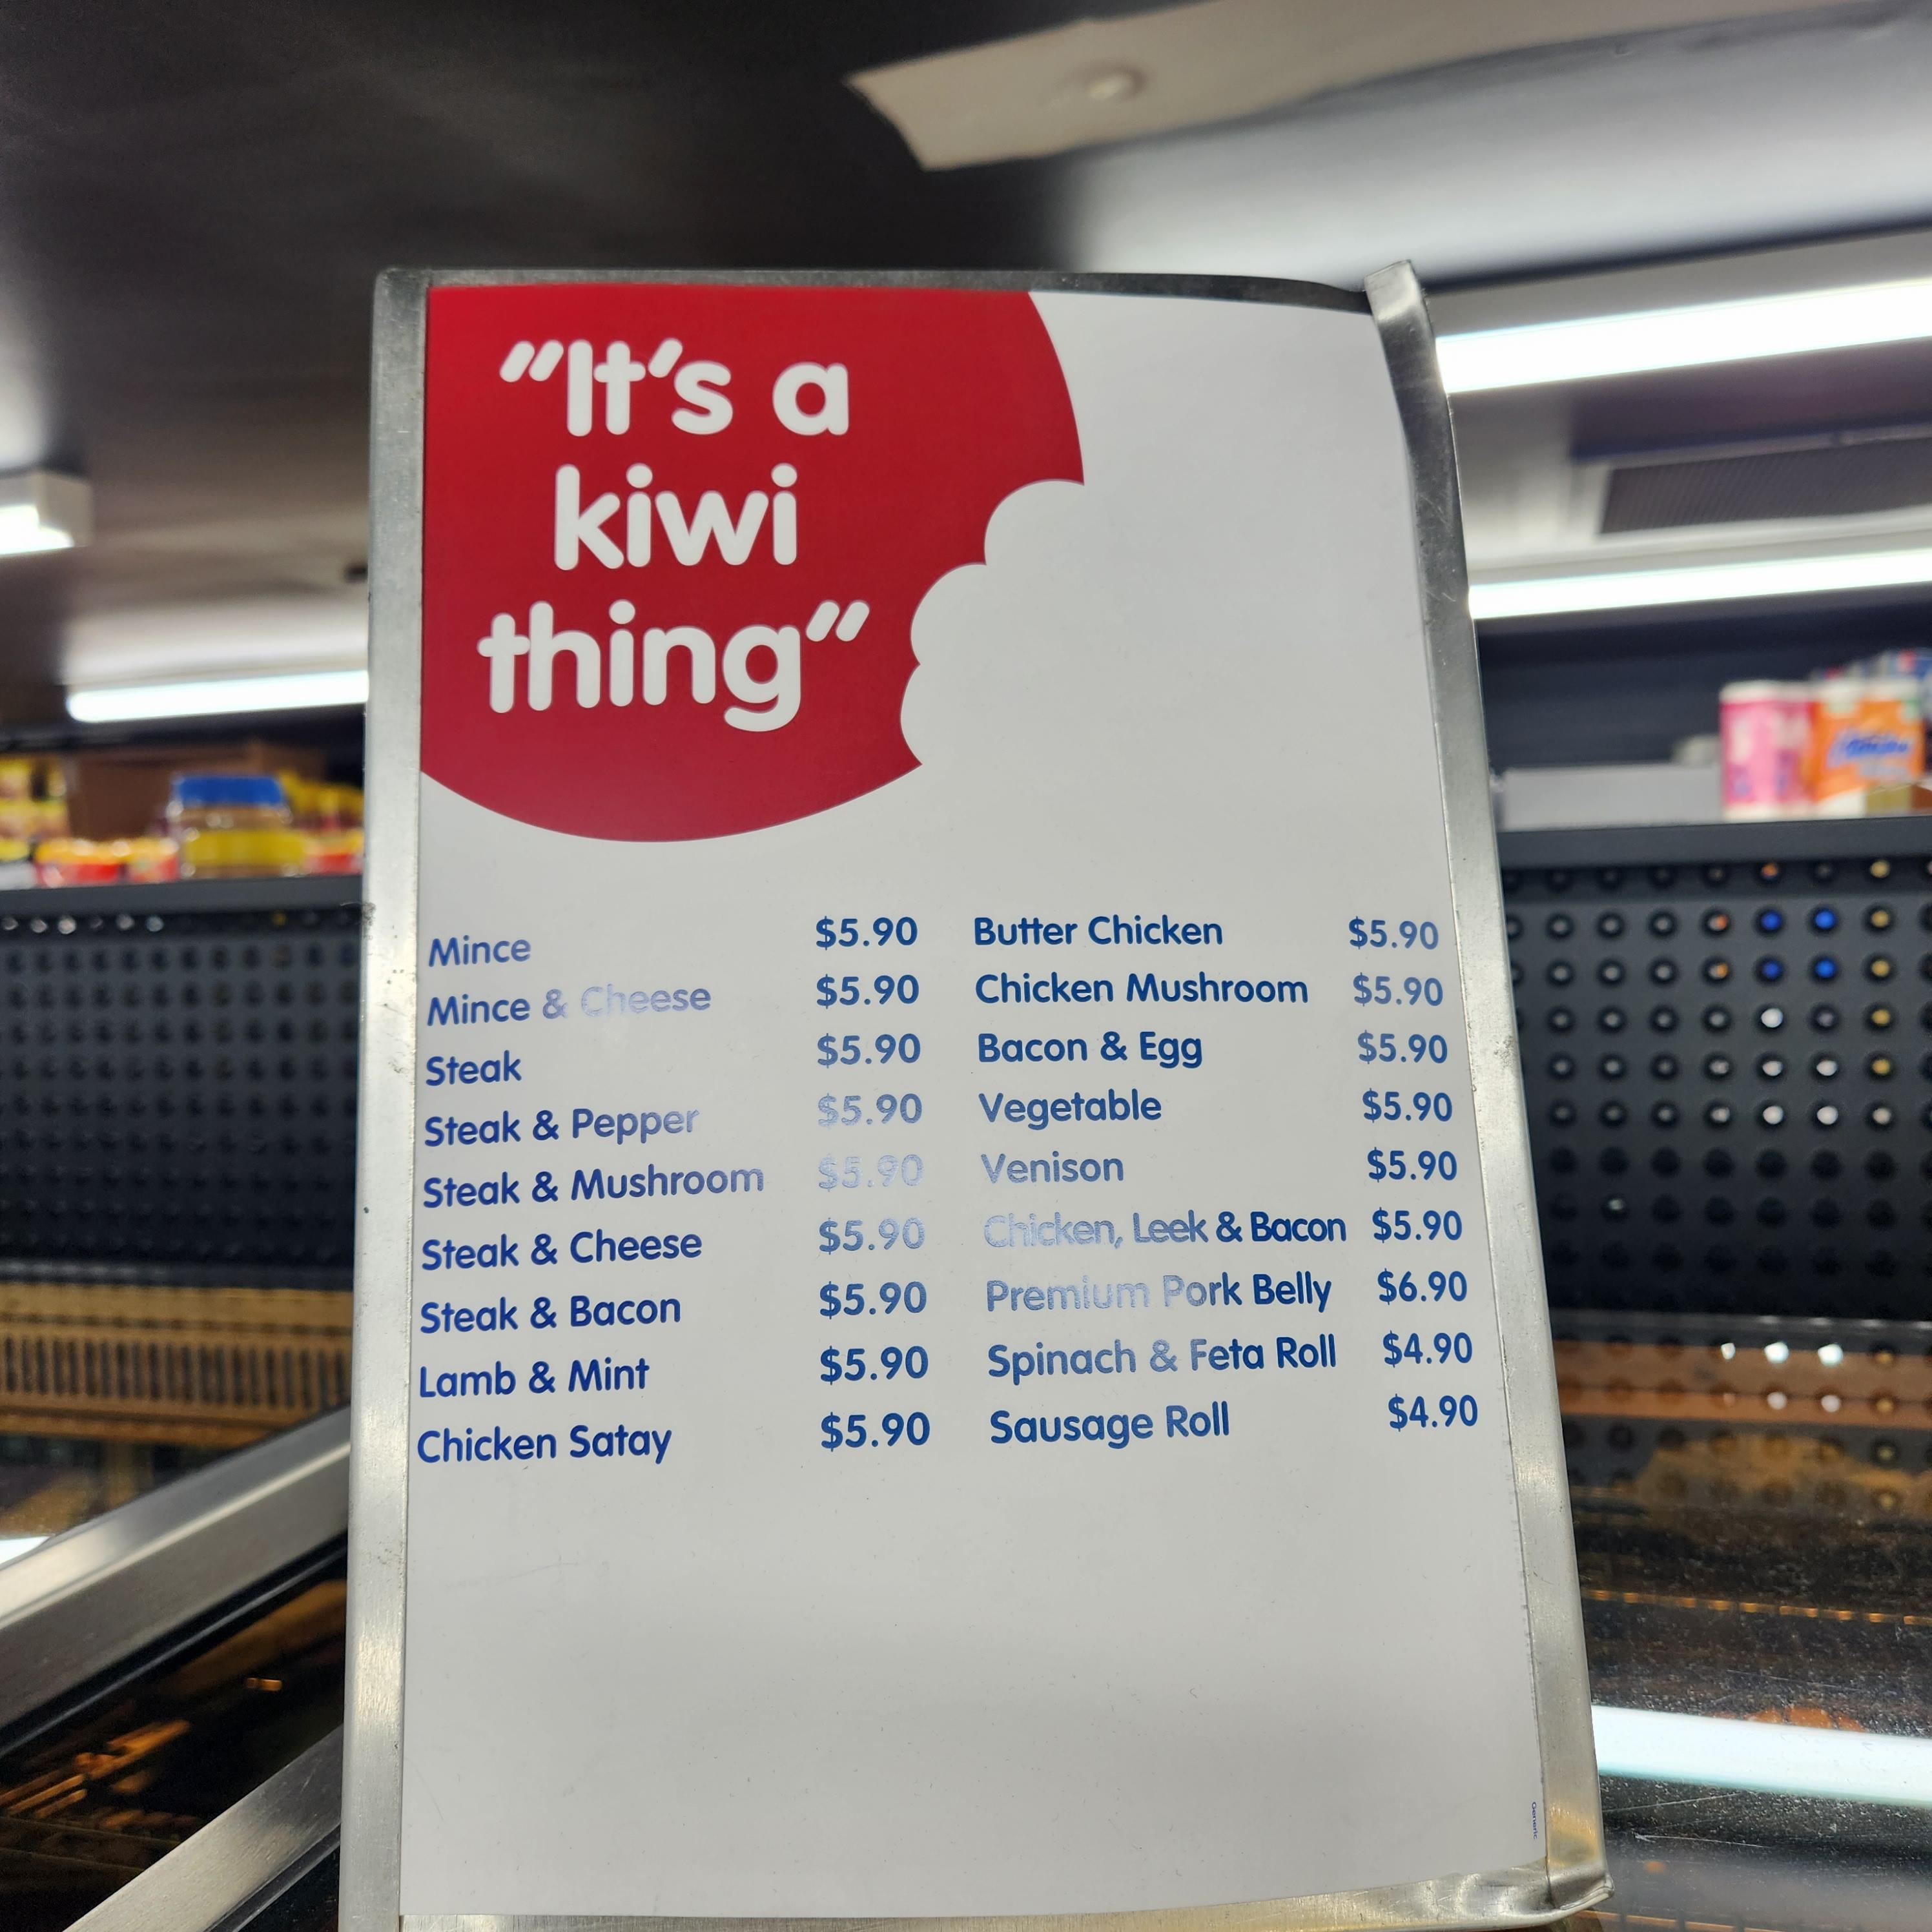 "It's a
kiwi
thing"
Mince $5.90
Mince & Cheese $5.90
Steak $5.90
Steak & Pepper $5.90
Steak & Mushroom $5.90
Steak & Cheese $5.90
Steak & Bacon $5.90
Lamb & Mint $5.90
Chicken Satay $5.90
Butter Chicken $5.90
Chicken Mushroom $5.90
Bacon & Egg $5.90
Vegetable $5.90
Venison $5.90
Chicken, Leek & Bacon $5.90
Premium Pork Belly $6.90
Spinach & Feta Roll $4.90
Sausage Roll $4.90
Generic